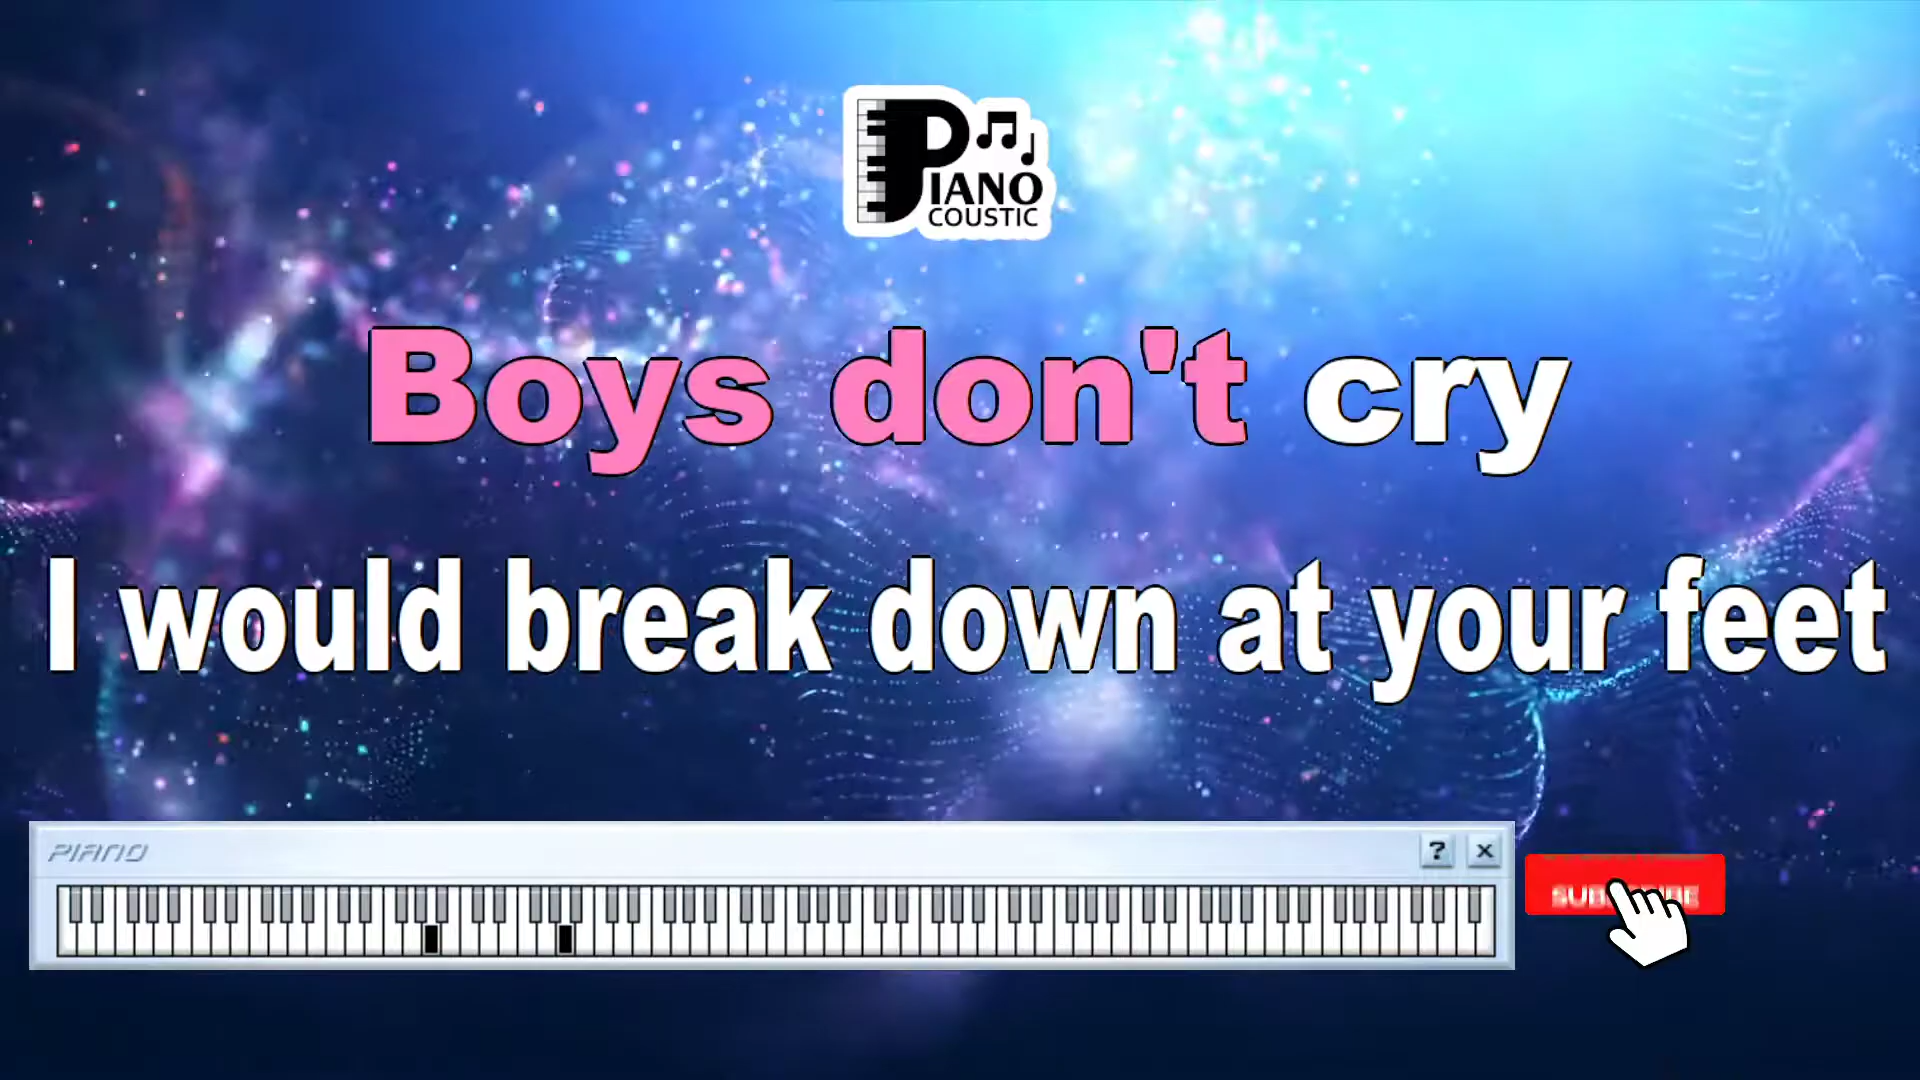 PIANO
COUSTIC
Boys don't cry
I would break down at your feet
PIANO
? x